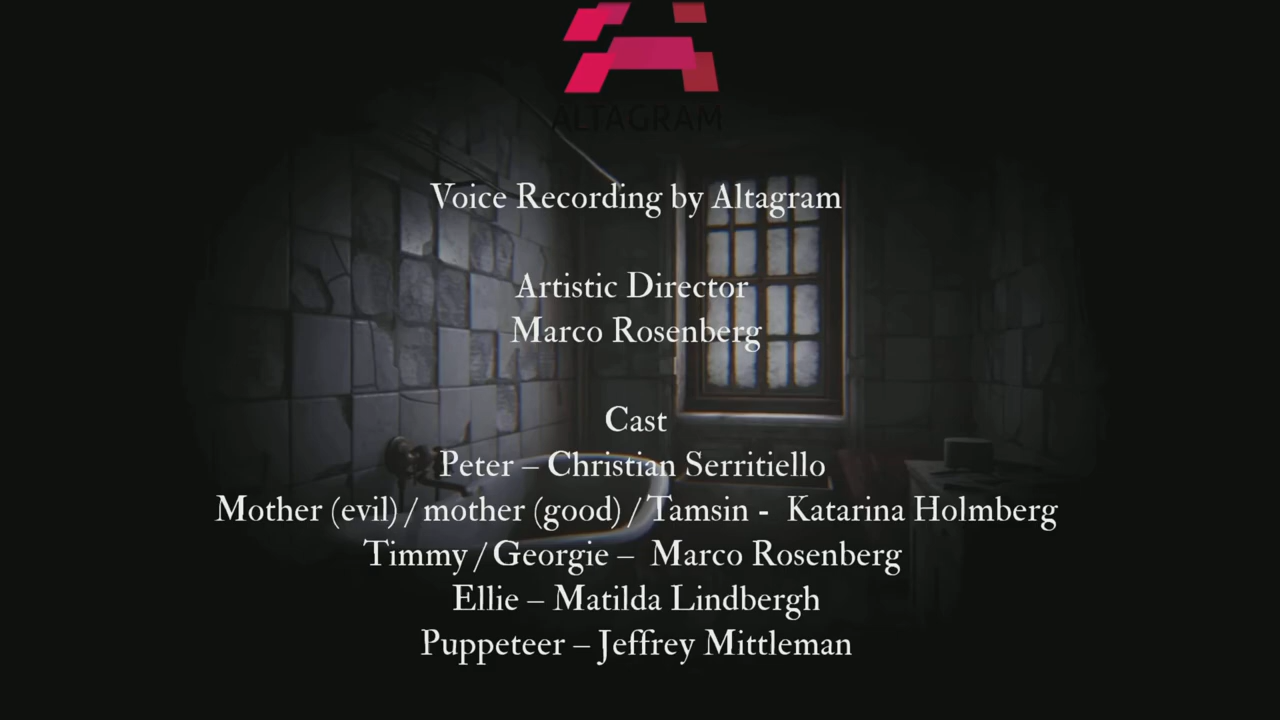 ALTAGRAM
Voice Recording by Altagram
Artistic Director
Marco Rosenberg
Cast
Peter – Christian Serritiello
Mother (evil) / mother (good) / Tamsin - Katarina Holmberg
Timmy / Georgie – Marco Rosenberg
Ellie – Matilda Lindbergh
Puppeteer – Jeffrey Mittleman